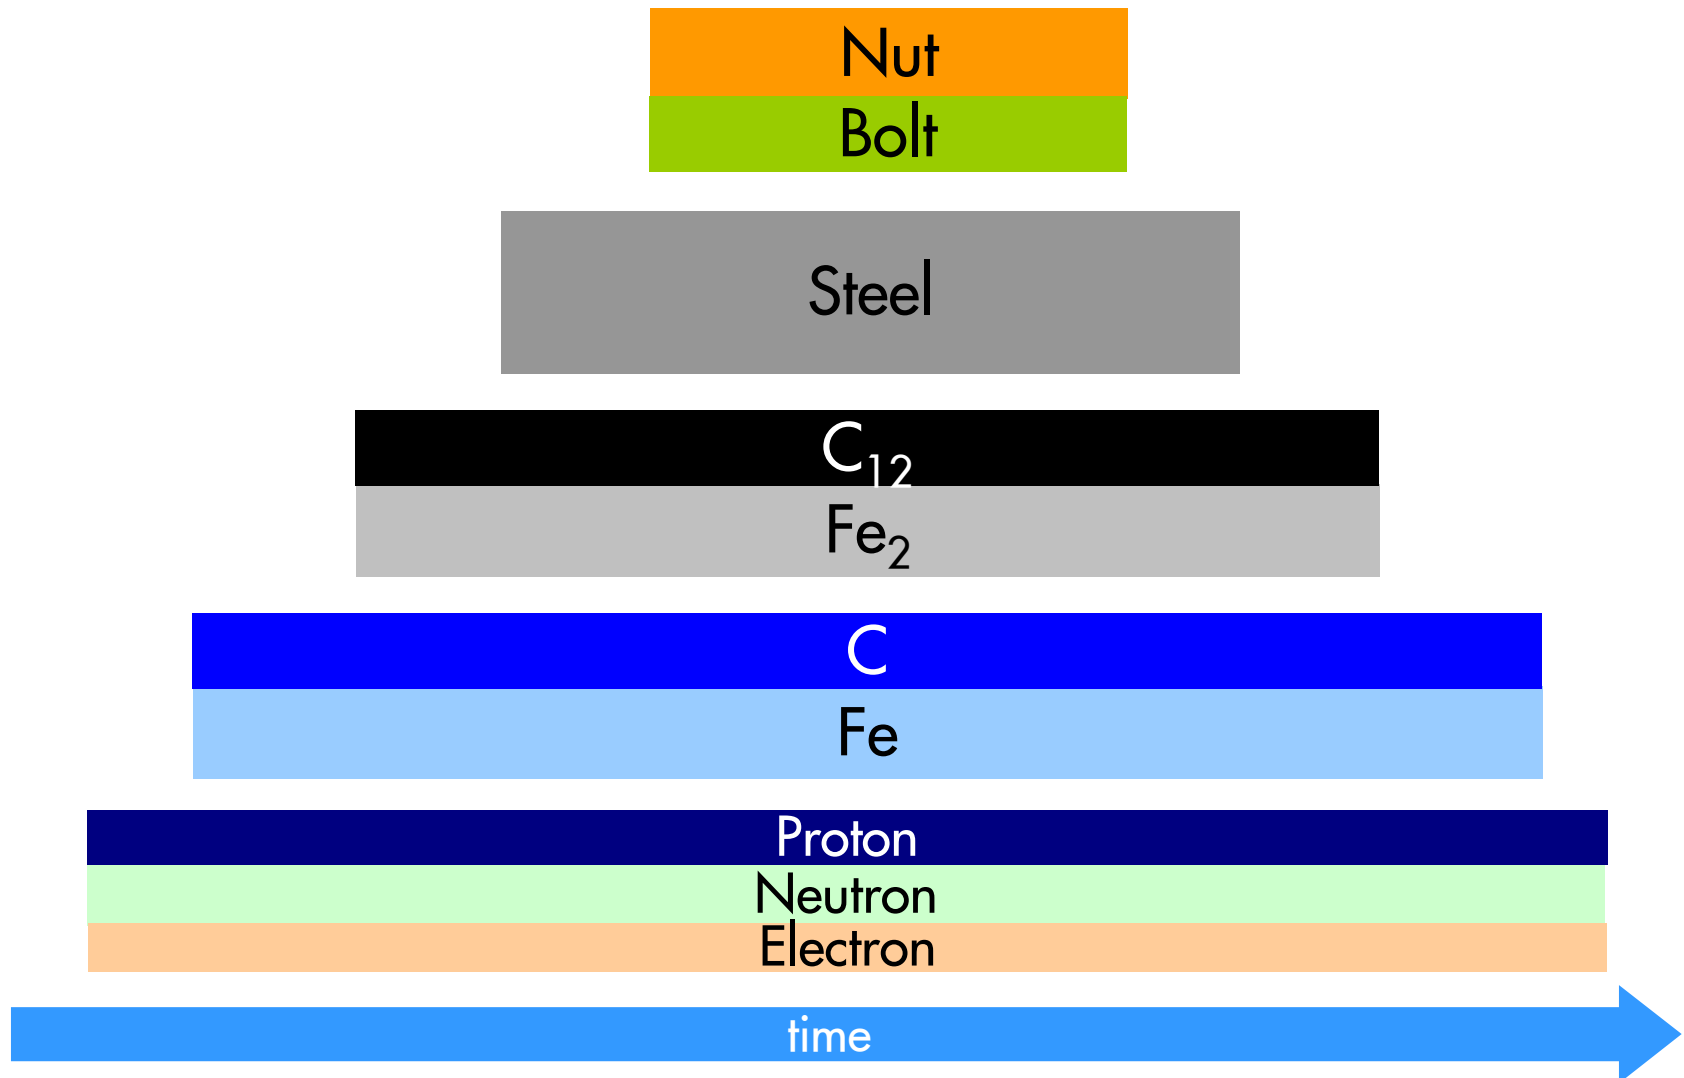 Nut
Bolt
Steel
C₁₂
Fe₂
C
Fe
Proton
Neutron
Electron
time